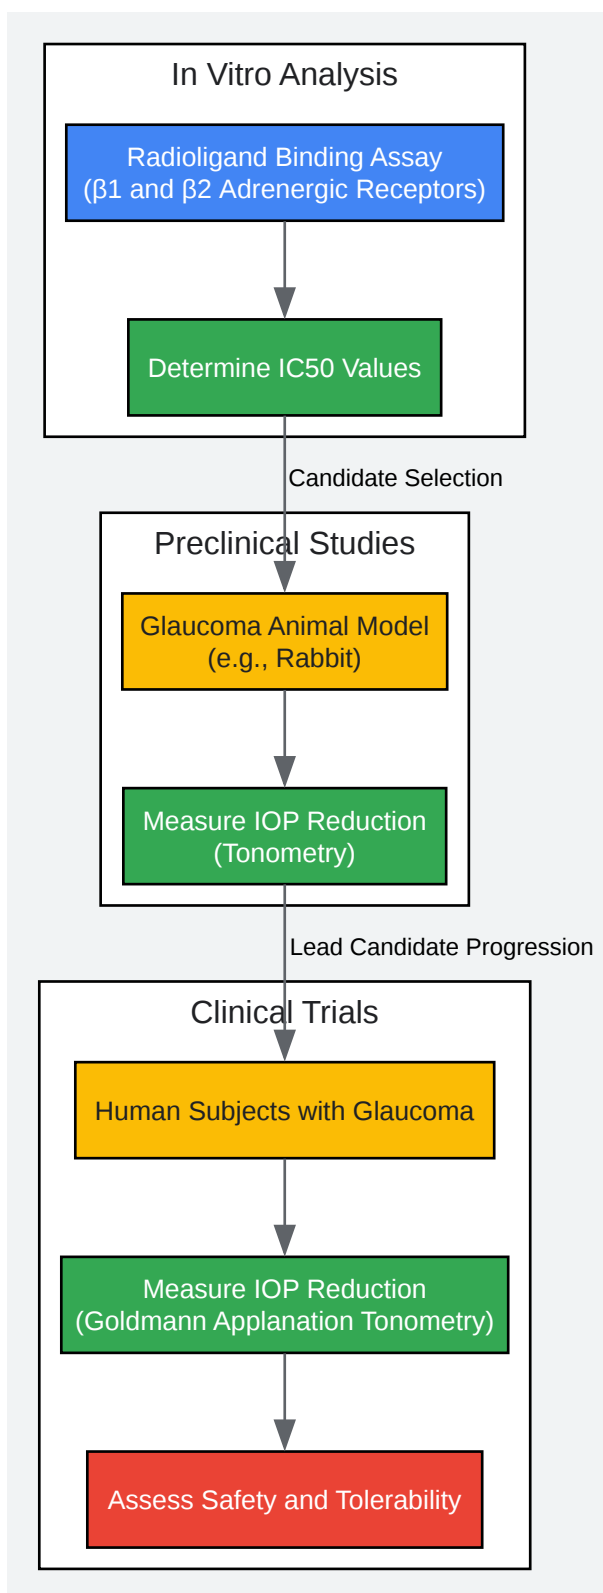 In Vitro Analysis
Radioligand Binding Assay
(β1 and β2 Adrenergic Receptors)
Determine IC50 Values
Candidate Selection
Preclinical Studies
Glaucoma Animal Model
(e.g., Rabbit)
Measure IOP Reduction
(Tonometry)
Lead Candidate Progression
Clinical Trials
Human Subjects with Glaucoma
Measure IOP Reduction
(Goldmann Applanation Tonometry)
Assess Safety and Tolerability